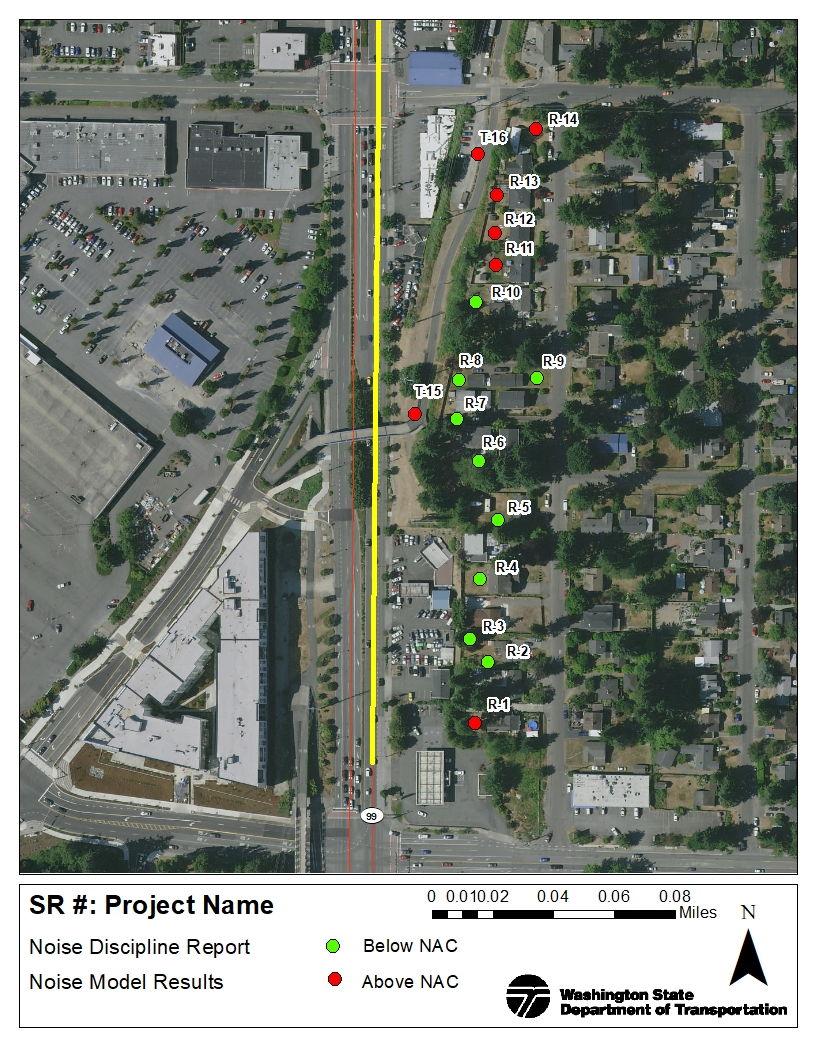 R-14
T-16
R-13
R-12
R-11
R-10
R-8
R-9
T-15
R-7
R-6
R-5
R-4
R-3
R-2
R-1
99
SR #: Project Name
0 0.010.02 0.04 0.06 0.08
Miles
N
Noise Discipline Report
Below NAC
Noise Model Results
Above NAC
Washington State
Department of Transportation